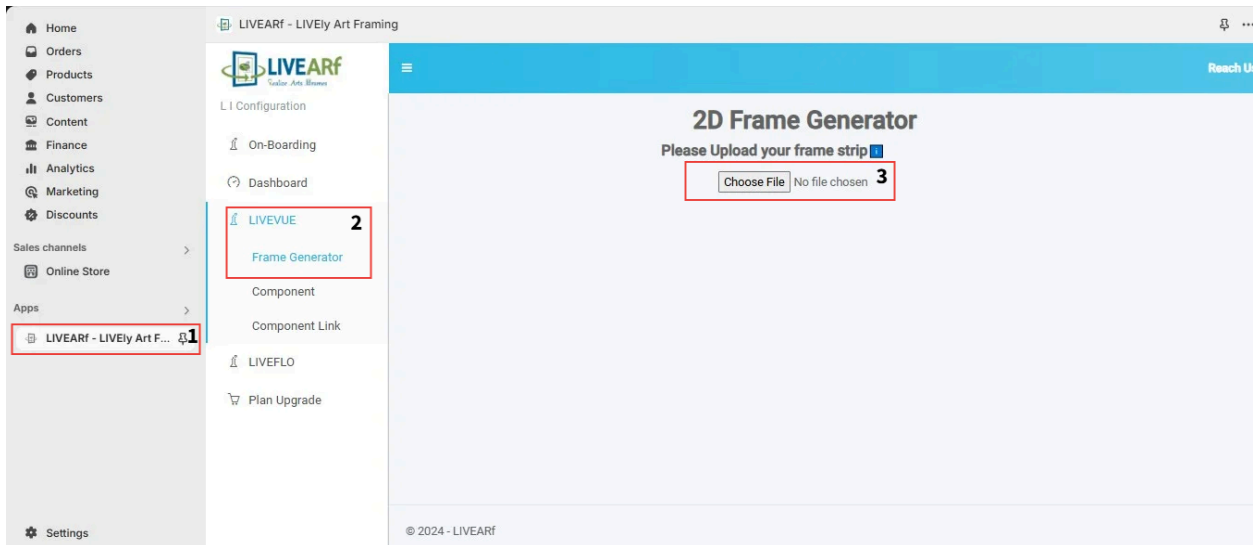 Home
Orders
Products
Customers
Content
Finance
Analytics
Marketing
Discounts
Sales channels
Online Store
Apps
LIVEARf - LIVEly Art F... 1
Settings
LIVEARf - LIVEly Art Framing
LIVEARf
L I Configuration
On-Boarding
Dashboard
LIVEVUE 2
Frame Generator
Component
Component Link
LIVEFLO
Plan Upgrade
Reach Us
2D Frame Generator
Please Upload your frame strip i
Choose File No file chosen 3
© 2024 - LIVEARf